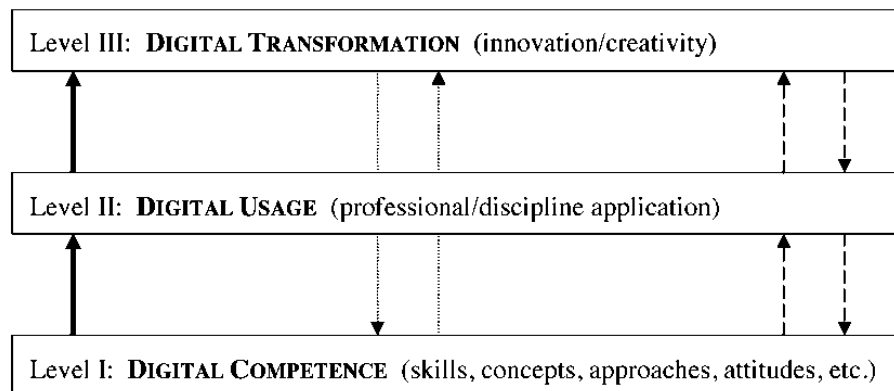 Level III: DIGITAL TRANSFORMATION (innovation/creativity)
Level II: DIGITAL USAGE (professional/discipline application)
Level I: DIGITAL COMPETENCE (skills, concepts, approaches, attitudes, etc.)